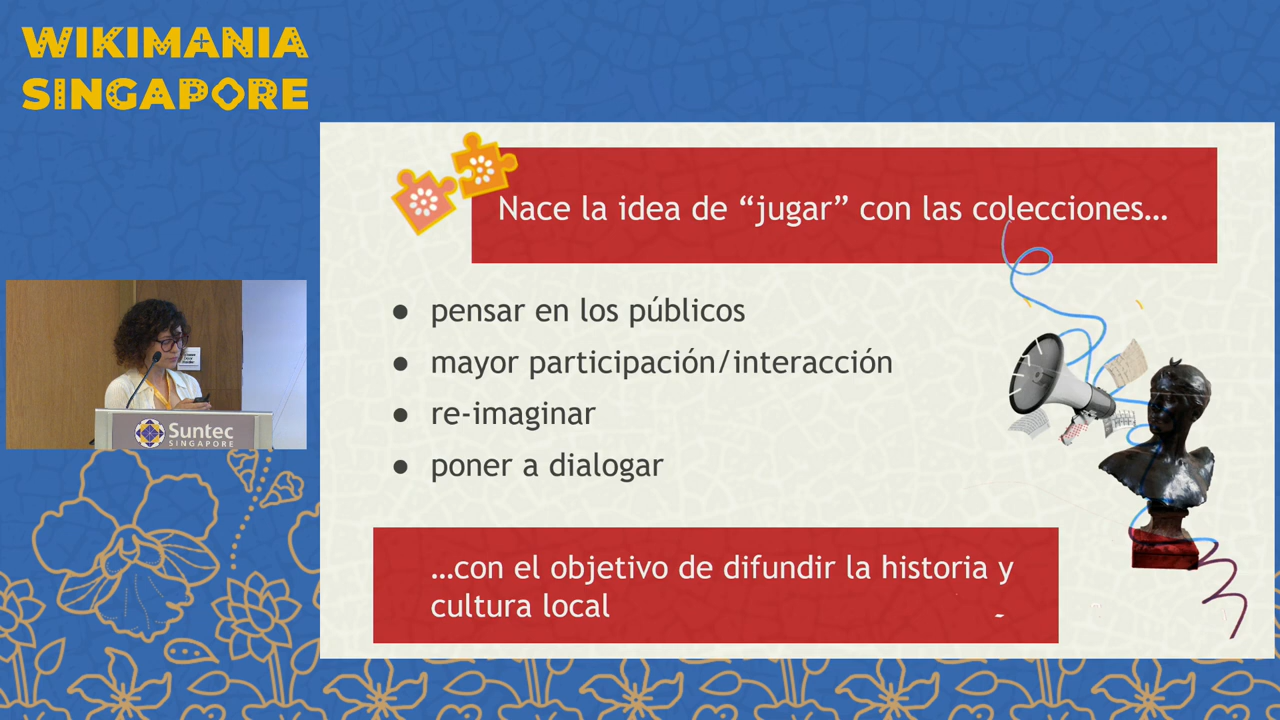 WIKIMANIA
SINGAPORE
Nace la idea de “jugar” con las colecciones…
● pensar en los públicos
● mayor participación/interacción
● re-imaginar
● poner a dialogar
Suntec
SINGAPORE
…con el objetivo de difundir la historia y
cultura local